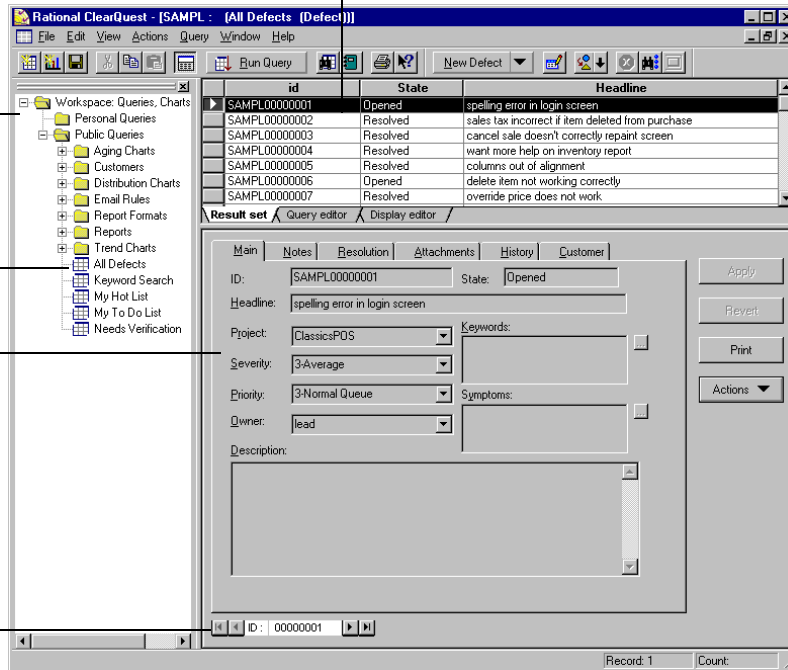 Rational ClearQuest - [SAMPL : (All Defects (Defect))]
File Edit View Actions Query Window Help
Run Query New Defect
Workspace: Queries, Charts
Personal Queries
Public Queries
Aging Charts
Customers
Distribution Charts
Email Rules
Report Formats
Reports
Trend Charts
All Defects
Keyword Search
My Hot List
My To Do List
Needs Verification
id State Headline
SAMPL00000001 Opened spelling error in login screen
SAMPL00000002 Resolved sales tax incorrect if item deleted from purchase
SAMPL00000003 Resolved cancel sale doesn't correctly repaint screen
SAMPL00000004 Resolved want more help on inventory report
SAMPL00000005 Resolved columns out of alignment
SAMPL00000006 Opened delete item not working correctly
SAMPL00000007 Resolved override price does not work
Result set Query editor Display editor
Main Notes Resolution Attachments History Customer
ID: SAMPL00000001 State: Opened
Headline: spelling error in login screen
Project: ClassicsPOS
Keywords:
...
Severity: 3-Average
Priority: 3-Normal Queue
Symptoms:
...
Owner: lead
Description:
Apply
Revert
Print
Actions
ID : 00000001
Record: 1 Count: